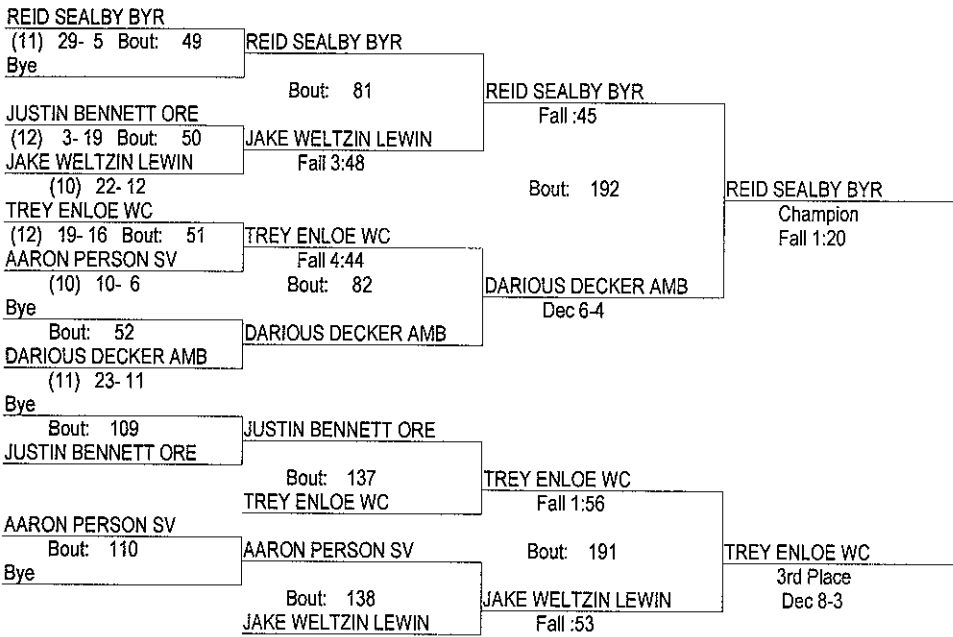 REID SEALBY BYR
(11) 29- 5 Bout: 49
Bye
REID SEALBY BYR
Bout: 81
JUSTIN BENNETT ORE
(12) 3- 19 Bout: 50
JAKE WELTZIN LEWIN
(10) 22- 12
JAKE WELTZIN LEWIN
Fall 3:48
REID SEALBY BYR
Fall :45
TREY ENLOE WC
(12) 19- 16 Bout: 51
AARON PERSON SV
(10) 10- 6
TREY ENLOE WC
Fall 4:44
Bout: 82
Bye
Bout: 52
DARIOUS DECKER AMB
(11) 23- 11
DARIOUS DECKER AMB
DARIOUS DECKER AMB
Dec 6-4
Bout: 192
REID SEALBY BYR
Champion
Fall 1:20
Bye
Bout: 109
JUSTIN BENNETT ORE
JUSTIN BENNETT ORE
Bout: 137
TREY ENLOE WC
TREY ENLOE WC
Fall 1:56
AARON PERSON SV
Bout: 110
Bye
AARON PERSON SV
Bout: 138
JAKE WELTZIN LEWIN
JAKE WELTZIN LEWIN
Fall :53
Bout: 191
TREY ENLOE WC
3rd Place
Dec 8-3